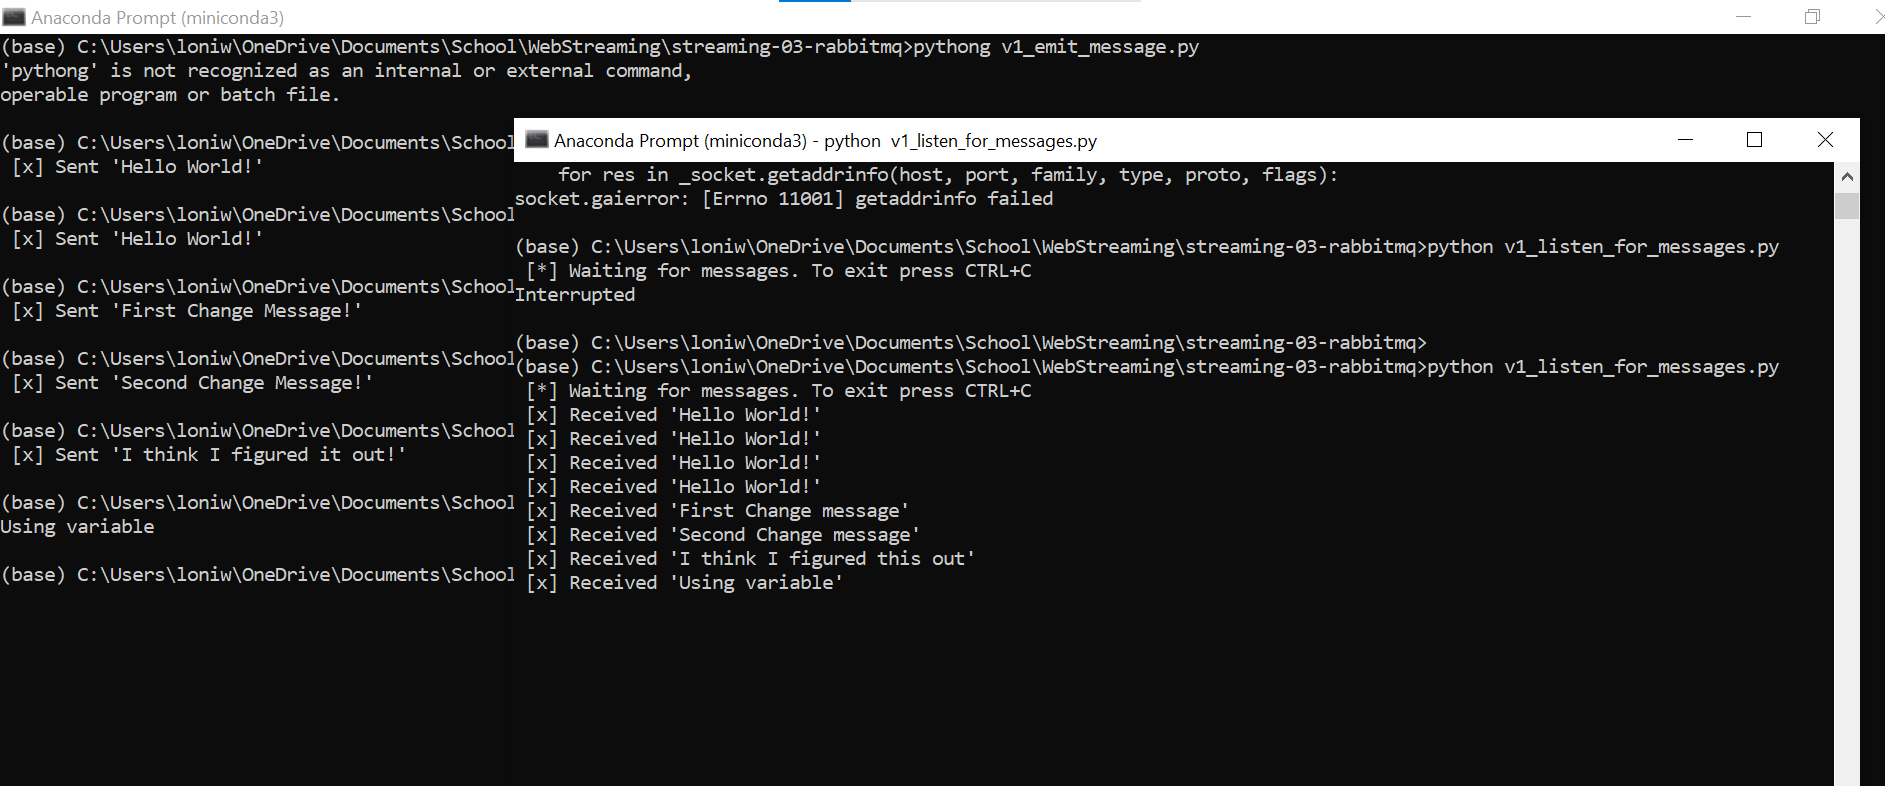 Anaconda Prompt (miniconda3)
(base) C:\Users\loniw\OneDrive\Documents\School\WebStreaming\streaming-03-rabbitmq>pythong v1_emit_message.py
'pythong' is not recognized as an internal or external command,
operable program or batch file.
(base) C:\Users\loniw\OneDrive\Documents\School
[x] Sent 'Hello World!'
(base) C:\Users\loniw\OneDrive\Documents\School
[x] Sent 'Hello World!'
(base) C:\Users\loniw\OneDrive\Documents\School
[x] Sent 'First Change Message!'
(base) C:\Users\loniw\OneDrive\Documents\School
[x] Sent 'Second Change Message!'
(base) C:\Users\loniw\OneDrive\Documents\School
[x] Sent 'I think I figured it out!'
(base) C:\Users\loniw\OneDrive\Documents\School
Using variable
(base) C:\Users\loniw\OneDrive\Documents\School
Anaconda Prompt (miniconda3) - python  v1_listen_for_messages.py
for res in _socket.getaddrinfo(host, port, family, type, proto, flags):
socket.gaierror: [Errno 11001] getaddrinfo failed
(base) C:\Users\loniw\OneDrive\Documents\School\WebStreaming\streaming-03-rabbitmq>python v1_listen_for_messages.py
[*] Waiting for messages. To exit press CTRL+C
Interrupted
(base) C:\Users\loniw\OneDrive\Documents\School\WebStreaming\streaming-03-rabbitmq>
(base) C:\Users\loniw\OneDrive\Documents\School\WebStreaming\streaming-03-rabbitmq>python v1_listen_for_messages.py
[*] Waiting for messages. To exit press CTRL+C
[x] Received 'Hello World!'
[x] Received 'Hello World!'
[x] Received 'Hello World!'
[x] Received 'Hello World!'
[x] Received 'First Change message'
[x] Received 'Second Change message'
[x] Received 'I think I figured this out'
[x] Received 'Using variable'